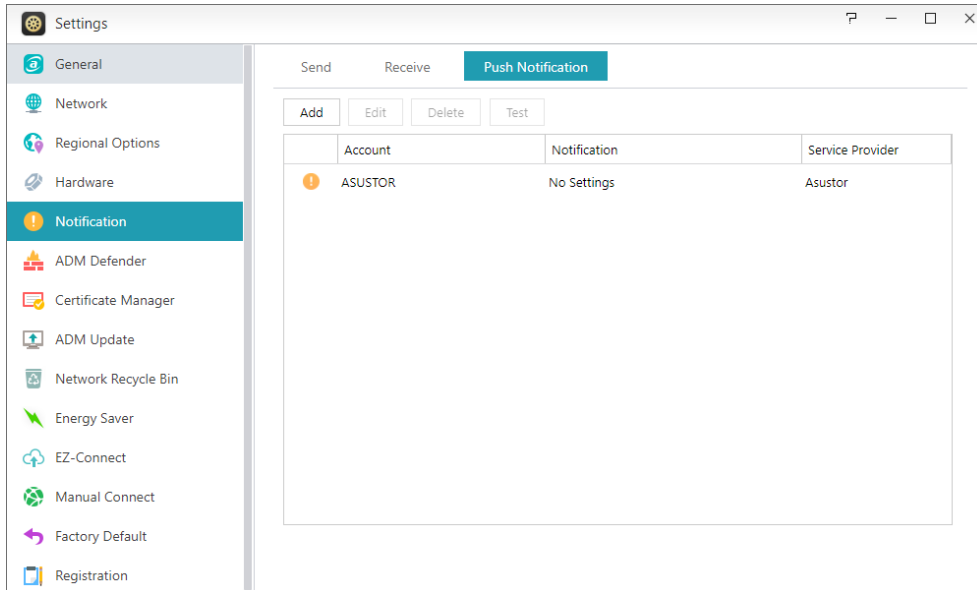 Settings
General
Network
Regional Options
Hardware
Notification
ADM Defender
Certificate Manager
ADM Update
Network Recycle Bin
Energy Saver
EZ-Connect
Manual Connect
Factory Default
Registration
Send Receive Push Notification
Add Edit Delete Test
Account Notification Service Provider
ASUSTOR No Settings Asustor